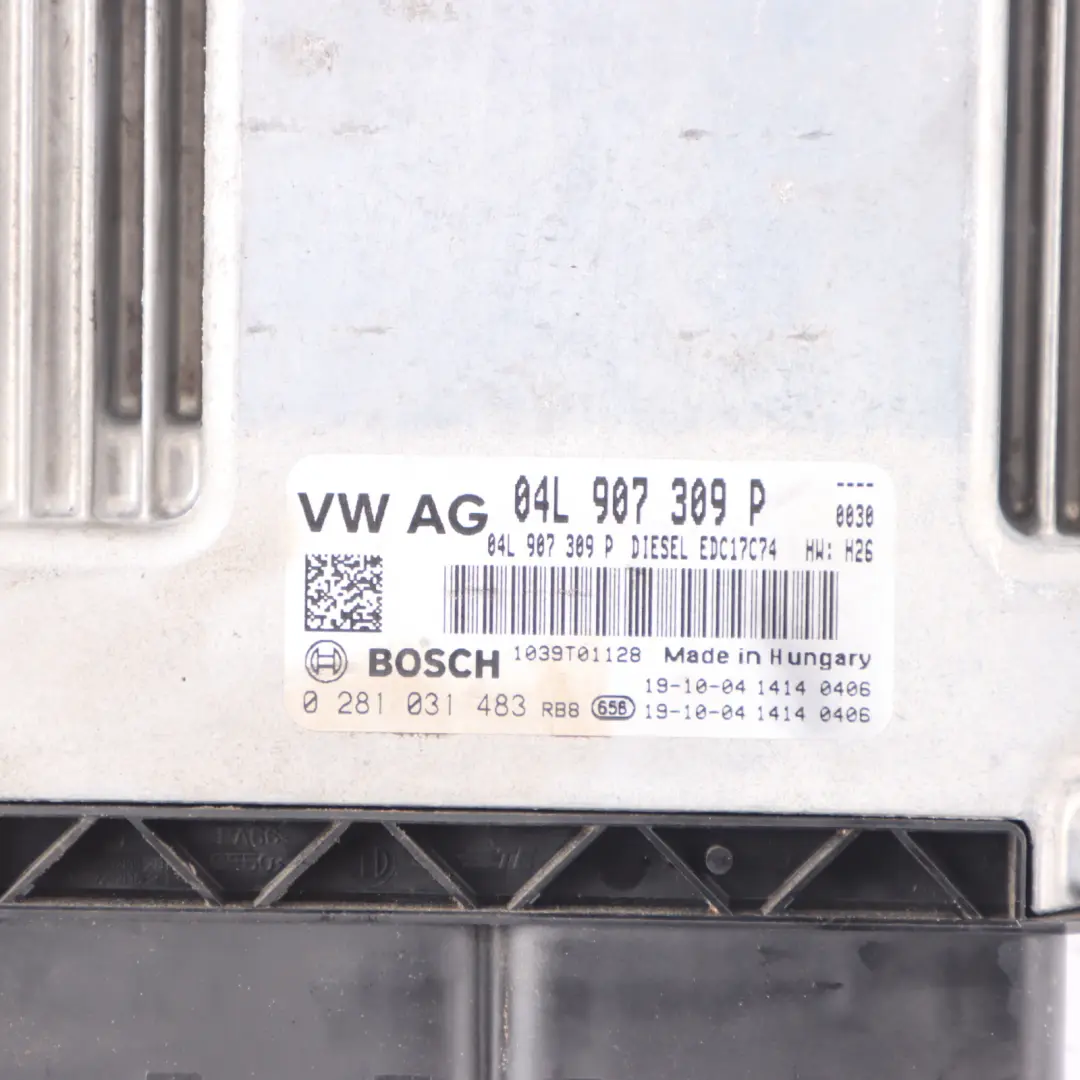 VW AG 04L 907 309 P ----
0030
04L 907 309 P DIESEL EDC17C74 HW: H26
BOSCH 1039T01128 Made in Hungary
19-10-04 1414 0406
0 281 031 483 RB8 656 19-10-04 1414 0406